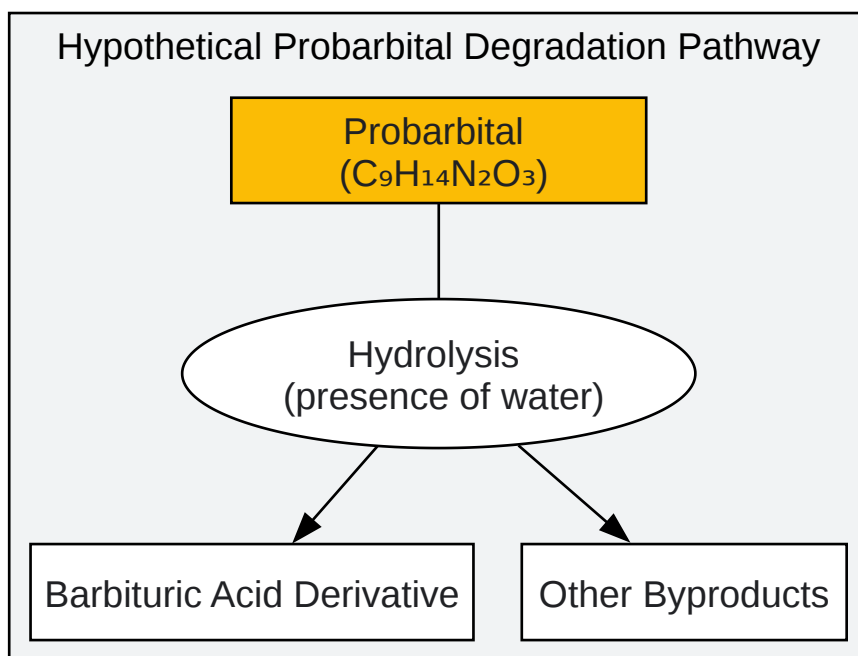 Hypothetical Probarbital Degradation Pathway
Probarbital
(C₉H₁₄N₂O₃)
Hydrolysis
(presence of water)
Barbituric Acid Derivative
Other Byproducts